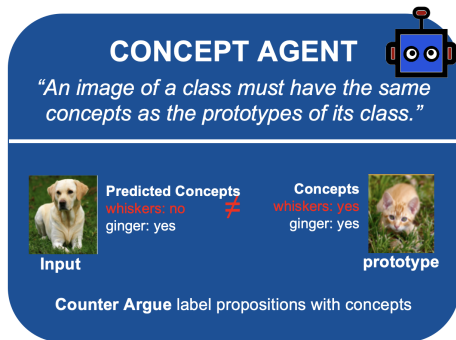 CONCEPT AGENT
“An image of a class must have the same
concepts as the prototypes of its class.”
Predicted Concepts
whiskers: no
ginger: yes
≠
Concepts
whiskers: yes
ginger: yes
Input
prototype
Counter Argue label propositions with concepts